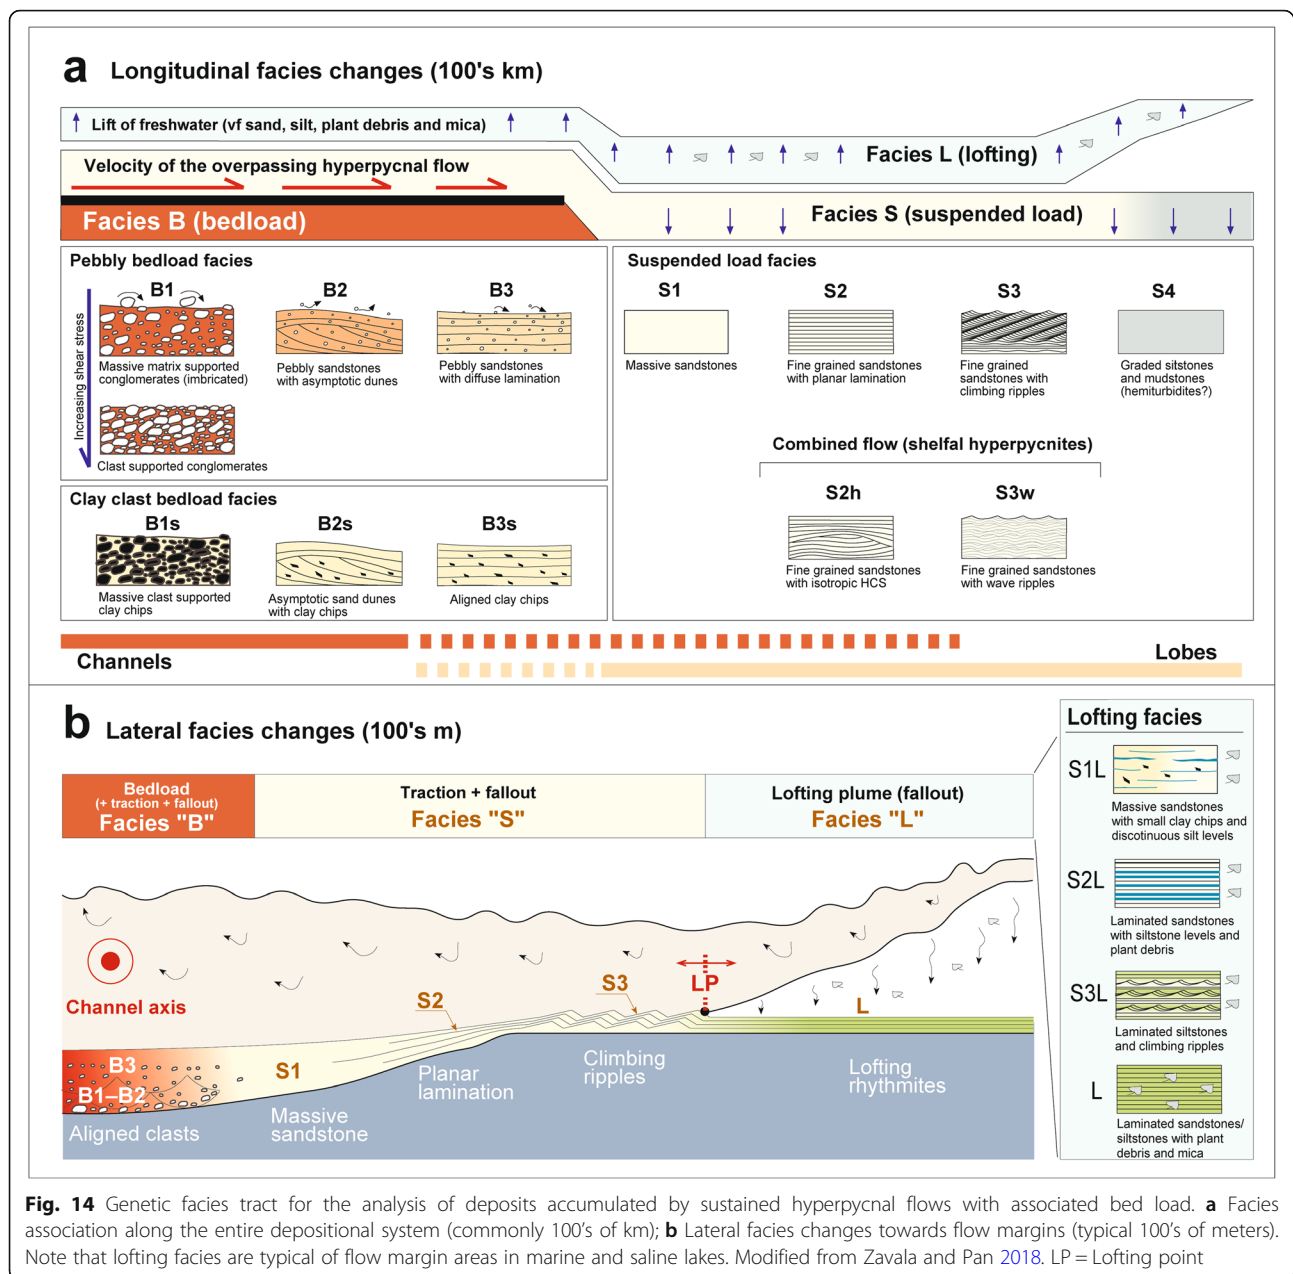 a Longitudinal facies changes (100's km)
Lift of freshwater (vf sand, silt, plant debris and mica)
Velocity of the overpassing hyperpycnal flow
Facies L (lofting)
Facies B (bedload)
Facies S (suspended load)
Pebbly bedload facies
Increasing shear stress
B1
Massive matrix supported
conglomerates (imbricated)
Clast supported conglomerates
B2
Pebbly sandstones
with asymptotic dunes
B3
Pebbly sandstones
with diffuse lamination
Clay clast bedload facies
B1s
Massive clast supported
clay chips
B2s
Asymptotic sand dunes
with clay chips
B3s
Aligned clay chips
Suspended load facies
S1
Massive sandstones
S2
Fine grained sandstones
with planar lamination
S3
Fine grained
sandstones with
climbing ripples
S4
Graded sitstones
and mudstones
(hemiturbidites?)
Combined flow (shelfal hyperpycnites)
S2h
Fine grained sandstones
with isotropic HCS
S3w
Fine grained sandstones
with wave ripples
Channels
Lobes
b Lateral facies changes (100's m)
Bedload
(+ traction + fallout)
Facies "B"
Traction + fallout
Facies "S"
Lofting plume (fallout)
Facies "L"
Channel axis
S2
S3
LP
L
B3
B1–B2
S1
Aligned clasts
Massive
sandstone
Planar
lamination
Climbing
ripples
Lofting
rhythmites
Lofting facies
S1L
Massive sandstones
with small clay chips and
discotinuous silt levels
S2L
Laminated sandstones
with siltstone levels and
plant debris
S3L
Laminated siltstones
and climbing ripples
L
Laminated sandstones/
siltstones with plant
debris and mica
Fig. 14 Genetic facies tract for the analysis of deposits accumulated by sustained hyperpycnal flows with associated bed load. a Facies
association along the entire depositional system (commonly 100's of km); b Lateral facies changes towards flow margins (typical 100's of meters).
Note that lofting facies are typical of flow margin areas in marine and saline lakes. Modified from Zavala and Pan 2018. LP = Lofting point